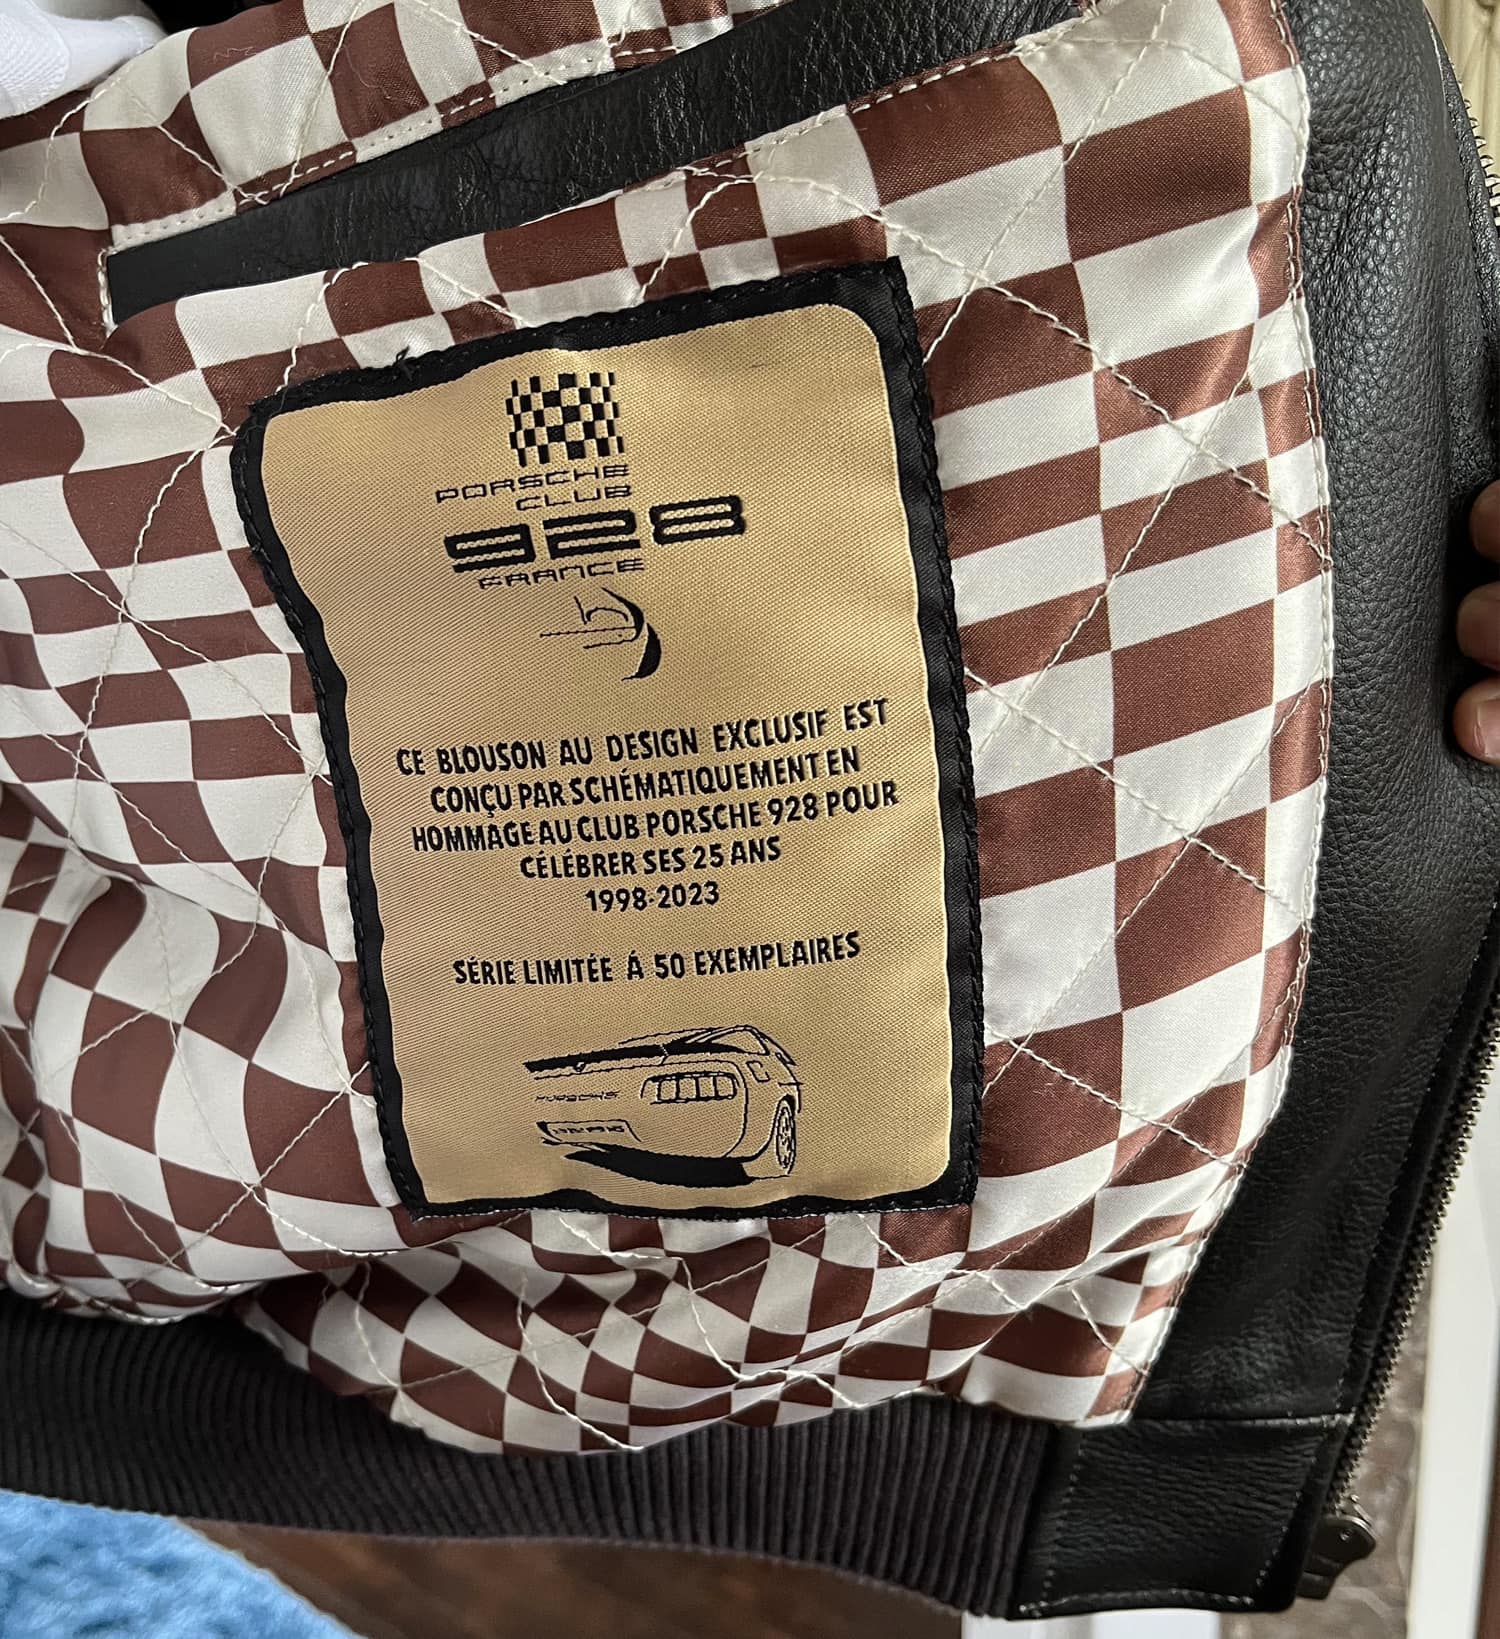 PORSCHE
CLUB
928
FRANCE
CE BLOUSON AU DESIGN EXCLUSIF EST
CONÇU PAR SCHÉMATIQUEMENT EN
HOMMAGE AU CLUB PORSCHE 928 POUR
CÉLÉBRER SES 25 ANS
1998-2023
SÉRIE LIMITÉE À 50 EXEMPLAIRES
PORSCHE